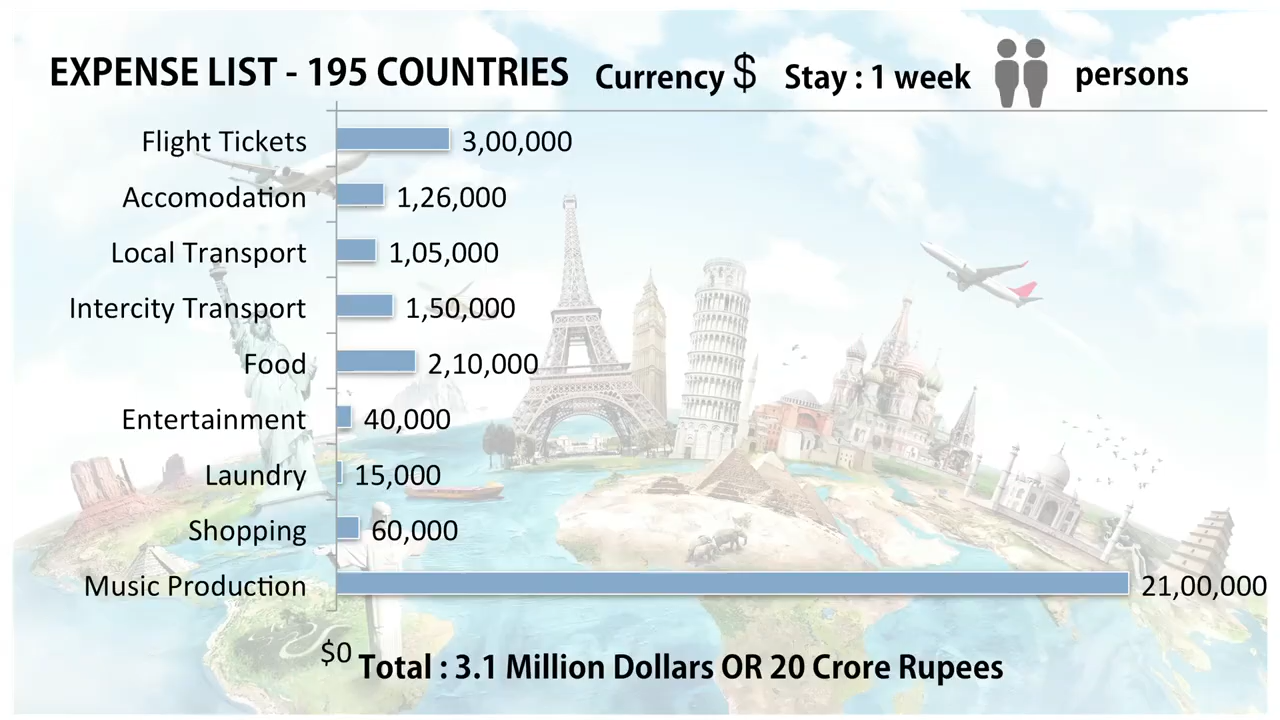 EXPENSE LIST - 195 COUNTRIES Currency $ Stay : 1 week persons
Flight Tickets 3,00,000
Accomodation 1,26,000
Local Transport 1,05,000
Intercity Transport 1,50,000
Food 2,10,000
Entertainment 40,000
Laundry 15,000
Shopping 60,000
Music Production 21,00,000
$0
Total : 3.1 Million Dollars OR 20 Crore Rupees